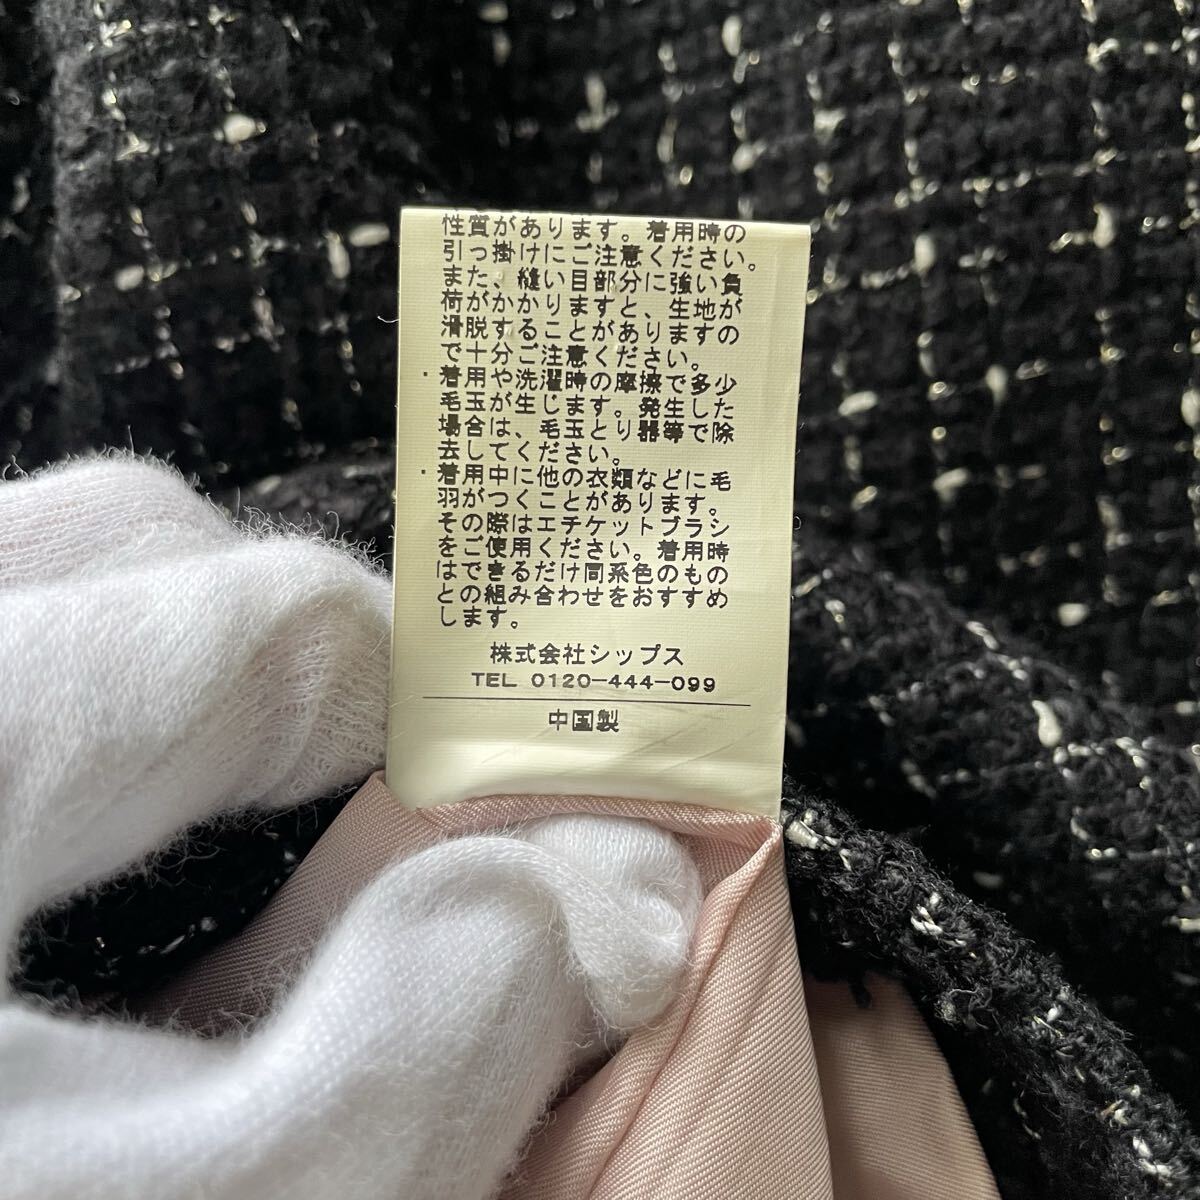 性質があります。着用時の
引っ掛けにご注意ください。
また、縫い目部分に強い負
荷がかかりますと、生地が
滑脱することがありますの
で十分ご注意ください。
・着用や洗濯時の摩擦で多少
毛玉が生じます。発生した
場合は、毛玉とり器等で除
去してください。
・着用中に他の衣類などに毛
羽がつくことがあります。
その際はエチケットブラシ
をご使用ください。着用時
はできるだけ同系色のもの
との組み合わせをおすすめ
します。
株式会社シップス
TEL 0120-444-099
中国製